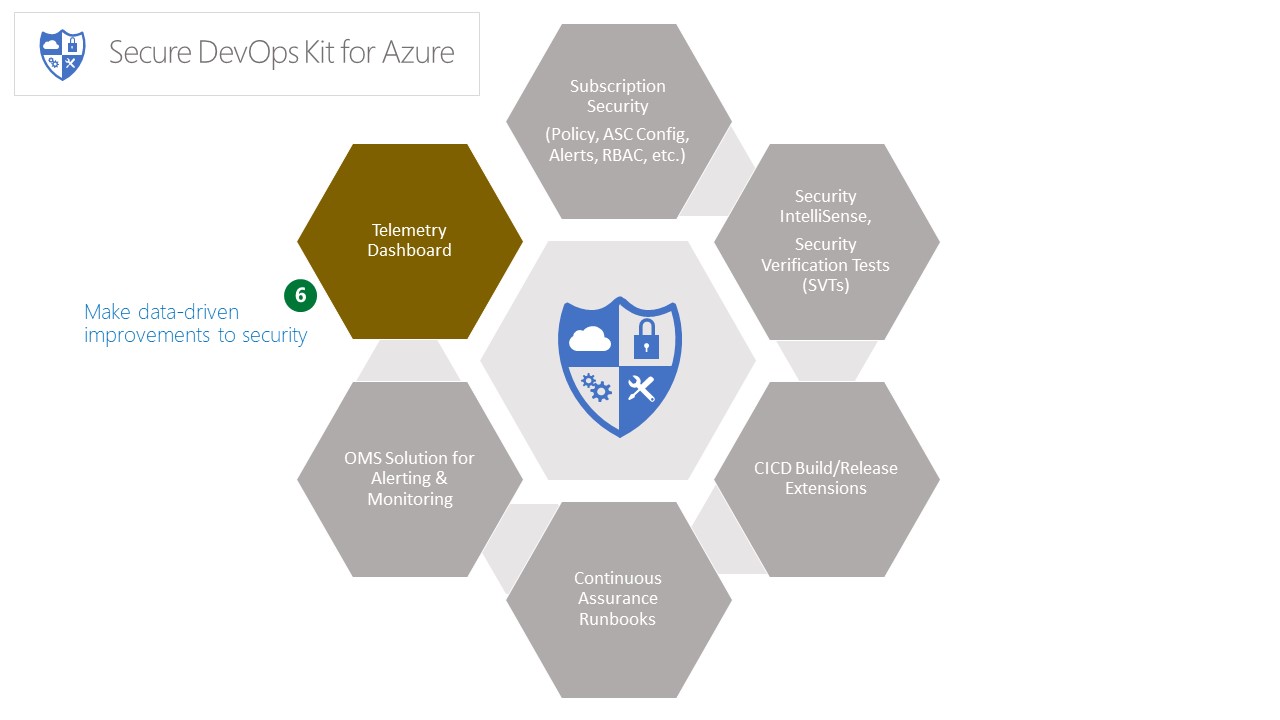 Secure DevOps Kit for Azure
Subscription
Security
(Policy, ASC Config,
Alerts, RBAC, etc.)
Security
IntelliSense,
Security
Verification Tests
(SVTs)
CICD Build/Release
Extensions
Continuous
Assurance
Runbooks
OMS Solution for
Alerting &
Monitoring
Telemetry
Dashboard
6
Make data-driven
improvements to security